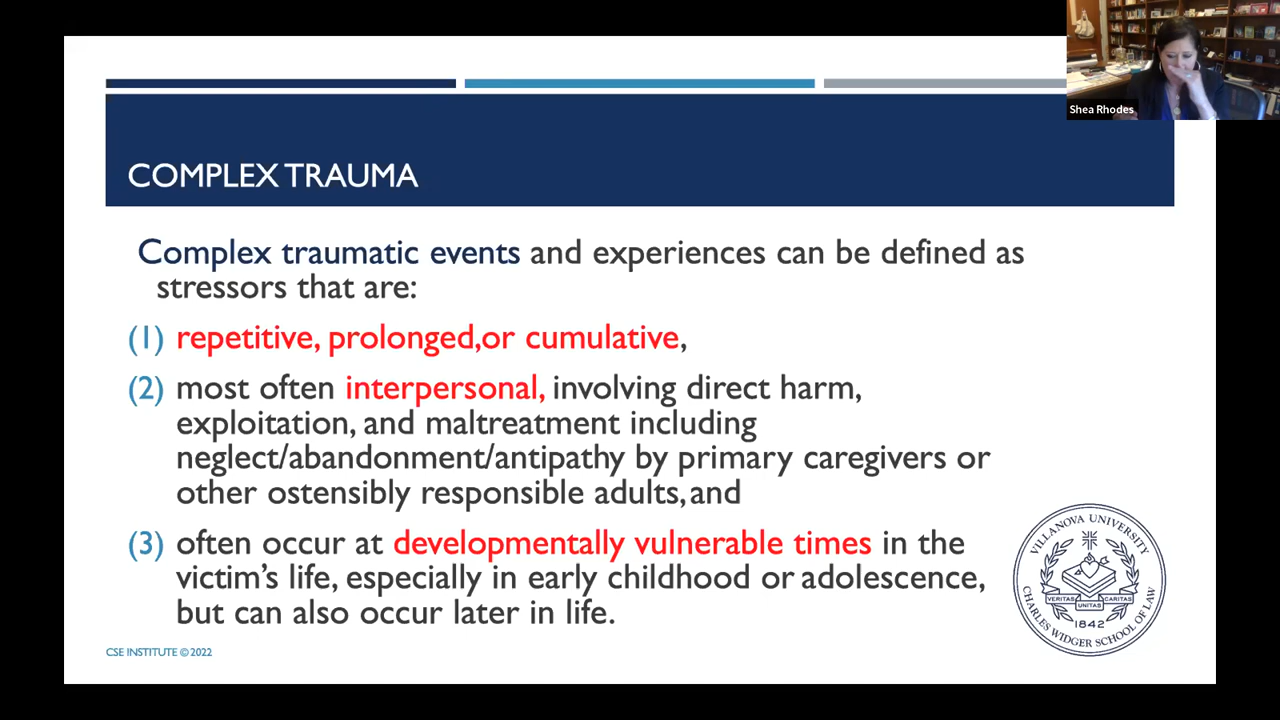 Shea Rhodes
COMPLEX TRAUMA
Complex traumatic events and experiences can be defined as
stressors that are:
(1) repetitive, prolonged,or cumulative,
(2) most often interpersonal, involving direct harm,
exploitation, and maltreatment including
neglect/abandonment/antipathy by primary caregivers or
other ostensibly responsible adults, and
(3) often occur at developmentally vulnerable times in the
victim's life, especially in early childhood or adolescence,
but can also occur later in life.
VILLANOVA UNIVERSITY
VERITAS UNITAS CARITAS
1842
CHARLES WIDGER SCHOOL OF LAW
CSE INSTITUTE © 2022